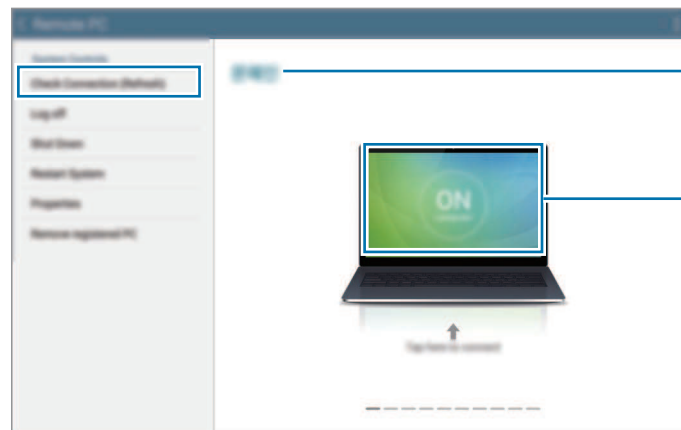 Remote PC
System Controls
Check Connection (Refresh)
Log off
Shut Down
Restart System
Properties
Remove registered PC
ON
Tap here to connect